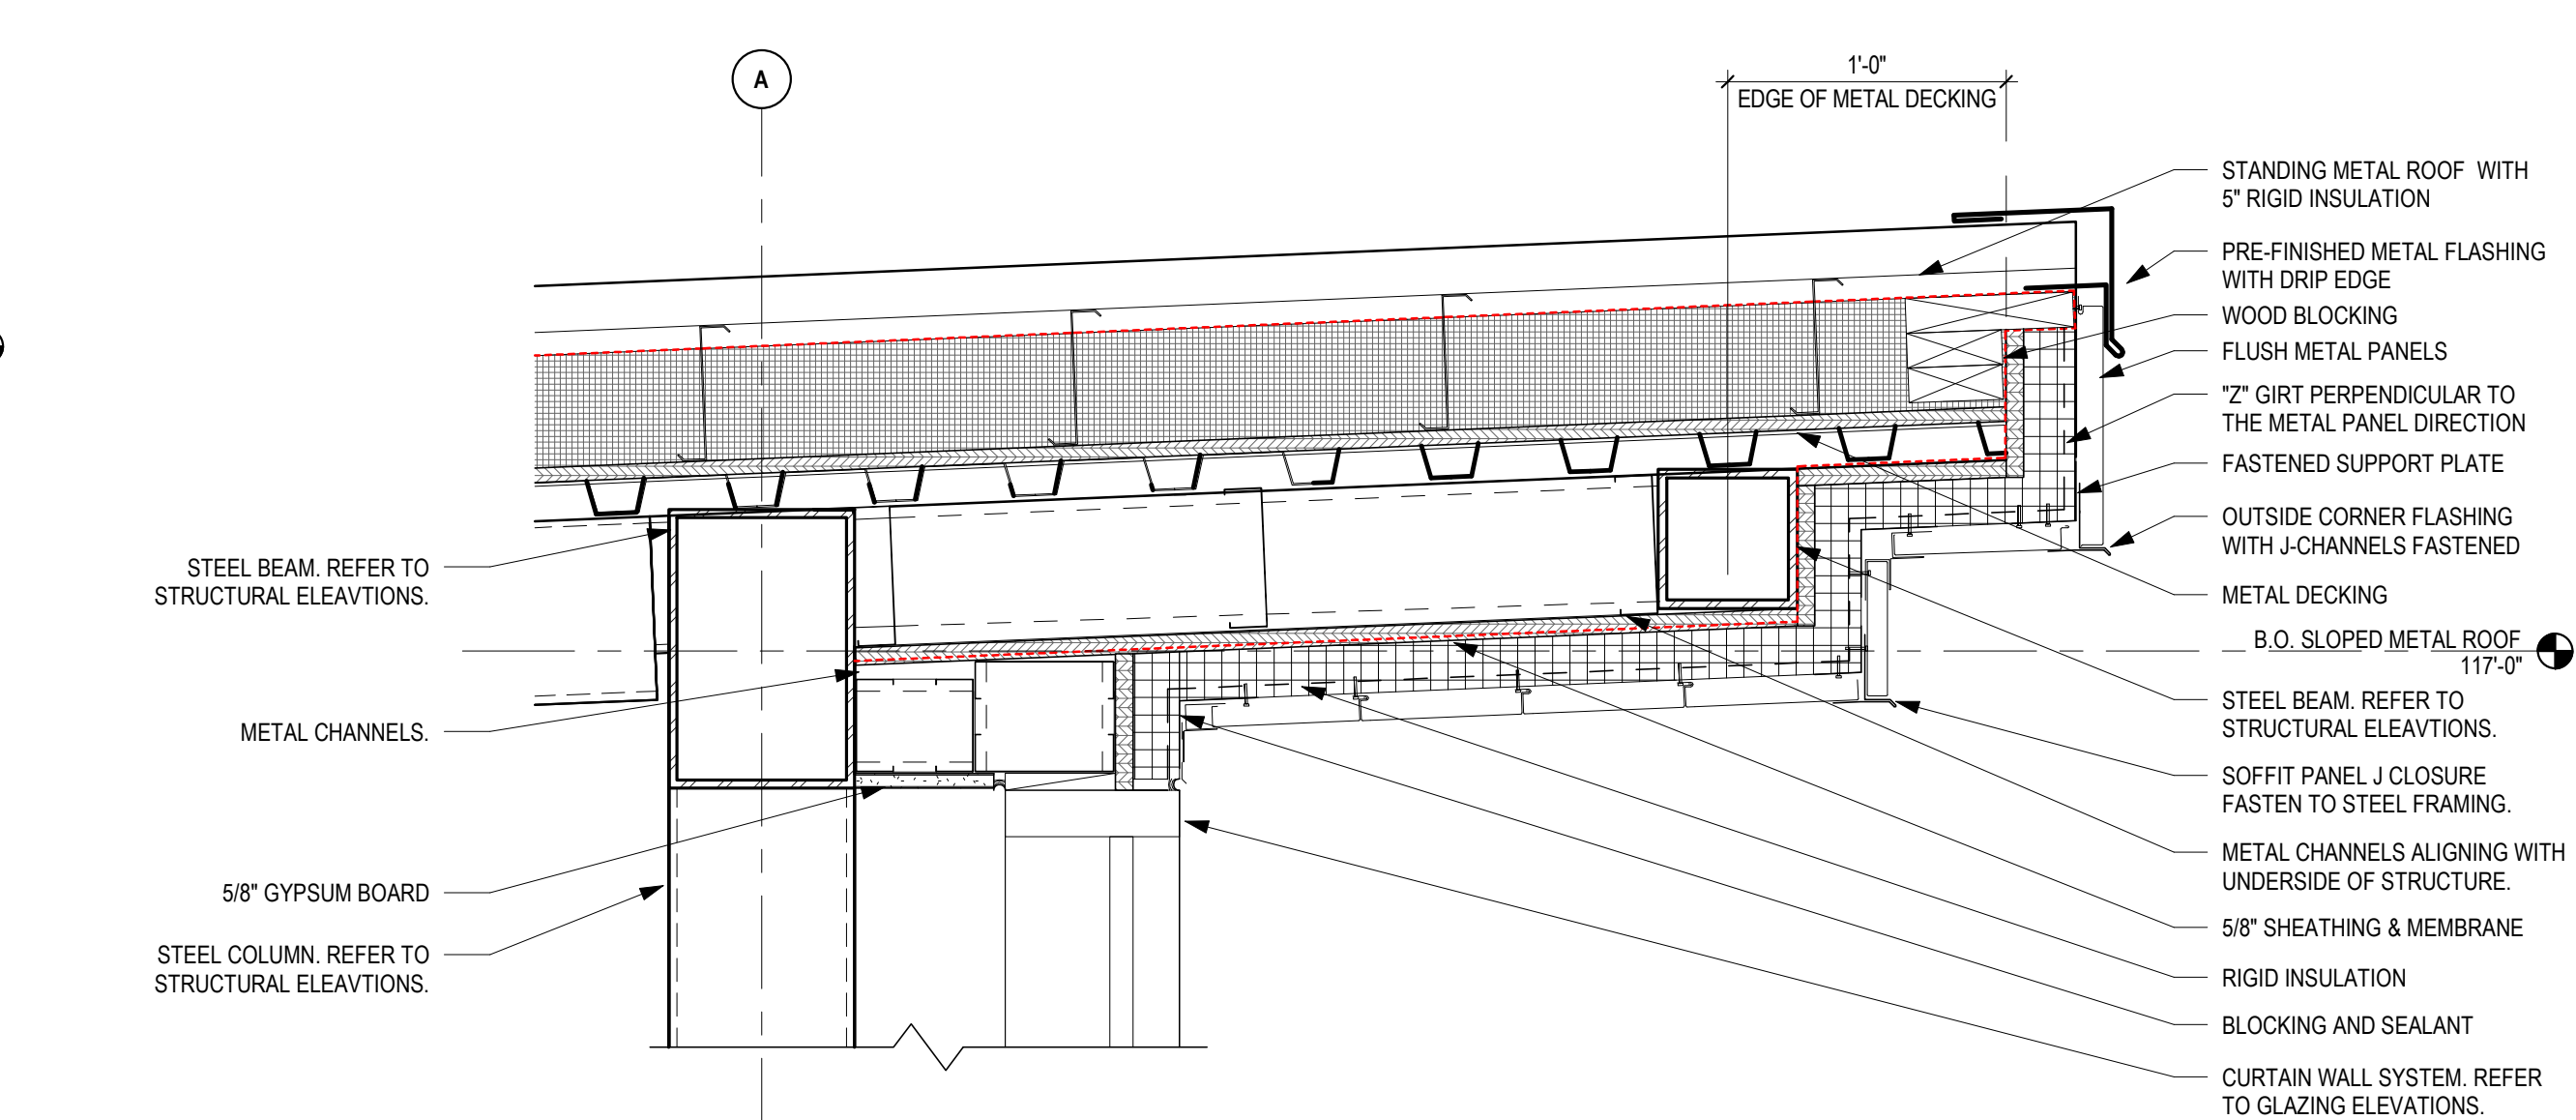 A
1'-0"
EDGE OF METAL DECKING
STANDING METAL ROOF WITH
5" RIGID INSULATION
PRE-FINISHED METAL FLASHING
WITH DRIP EDGE
WOOD BLOCKING
FLUSH METAL PANELS
"Z" GIRT PERPENDICULAR TO
THE METAL PANEL DIRECTION
FASTENED SUPPORT PLATE
OUTSIDE CORNER FLASHING
WITH J-CHANNELS FASTENED
METAL DECKING
B.O. SLOPED METAL ROOF
117'-0"
STEEL BEAM. REFER TO
STRUCTURAL ELEAVTIONS.
SOFFIT PANEL J CLOSURE
FASTEN TO STEEL FRAMING.
METAL CHANNELS ALIGNING WITH
UNDERSIDE OF STRUCTURE.
5/8" SHEATHING & MEMBRANE
RIGID INSULATION
BLOCKING AND SEALANT
CURTAIN WALL SYSTEM. REFER
TO GLAZING ELEVATIONS.
STEEL BEAM. REFER TO
STRUCTURAL ELEAVTIONS.
METAL CHANNELS.
5/8" GYPSUM BOARD
STEEL COLUMN. REFER TO
STRUCTURAL ELEAVTIONS.